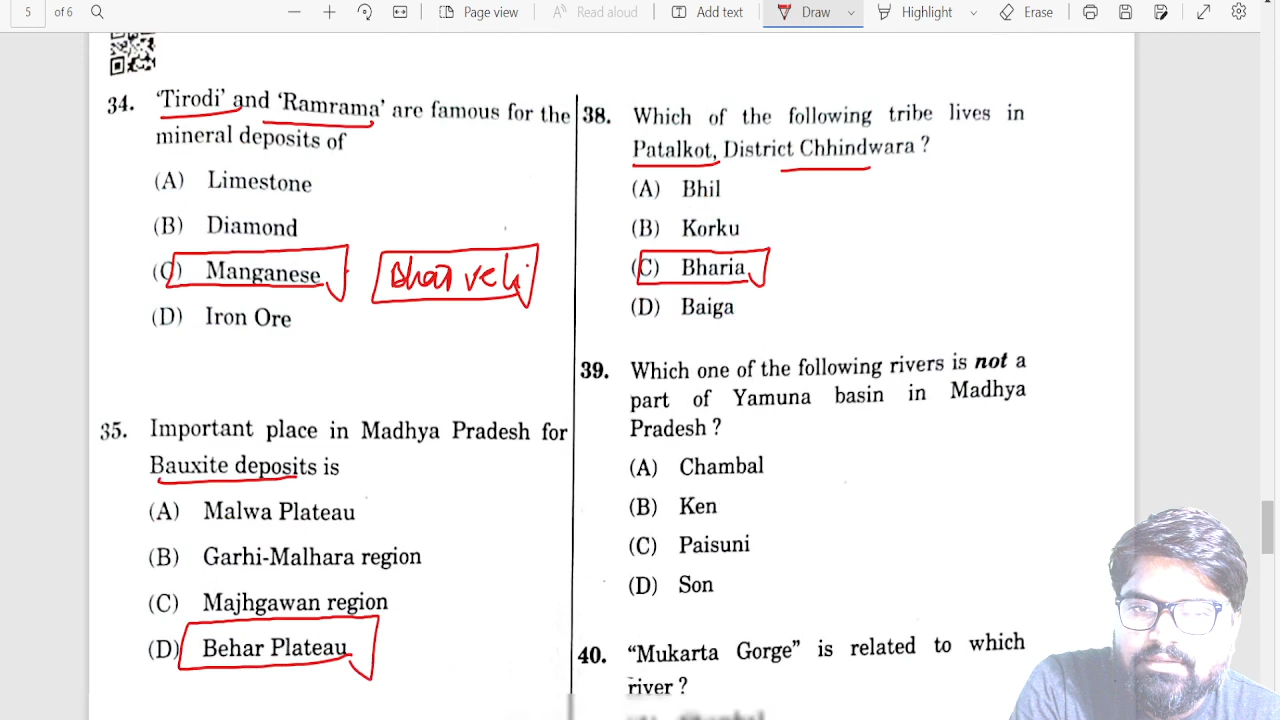 5 of 6
Page view
Read aloud
Add text
Draw
Highlight
Erase
34. 'Tirodi' and 'Ramrama' are famous for the
mineral deposits of
(A) Limestone
(B) Diamond
(C) Manganese
(D) Iron Ore
35. Important place in Madhya Pradesh for
Bauxite deposits is
(A) Malwa Plateau
(B) Garhi-Malhara region
(C) Majhgawan region
(D) Behar Plateau
38. Which of the following tribe lives in
Patalkot, District Chhindwara ?
(A) Bhil
(B) Korku
(C) Bharia
(D) Baiga
39. Which one of the following rivers is not a
part of Yamuna basin in Madhya
Pradesh ?
(A) Chambal
(B) Ken
(C) Paisuni
(D) Son
40. "Mukarta Gorge" is related to which
river ?